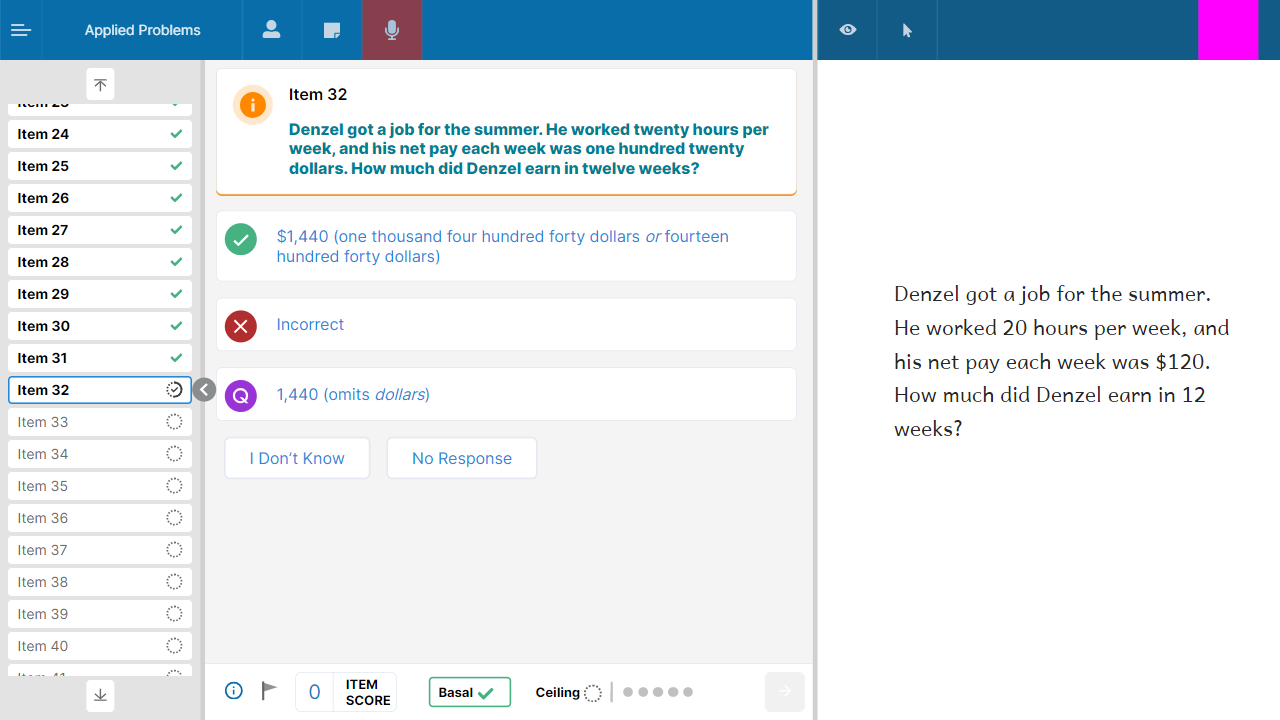 Applied Problems
Item 24
Item 25
Item 26
Item 27
Item 28
Item 29
Item 30
Item 31
Item 32
Item 33
Item 34
Item 35
Item 36
Item 37
Item 38
Item 39
Item 40
Item 32
Denzel got a job for the summer. He worked twenty hours per
week, and his net pay each week was one hundred twenty
dollars. How much did Denzel earn in twelve weeks?
$1,440 (one thousand four hundred forty dollars or fourteen
hundred forty dollars)
Incorrect
Q
1,440 (omits dollars)
I Don’t Know
No Response
0
ITEM
SCORE
Basal
Ceiling
Denzel got a job for the summer.
He worked 20 hours per week, and
his net pay each week was $120.
How much did Denzel earn in 12
weeks?